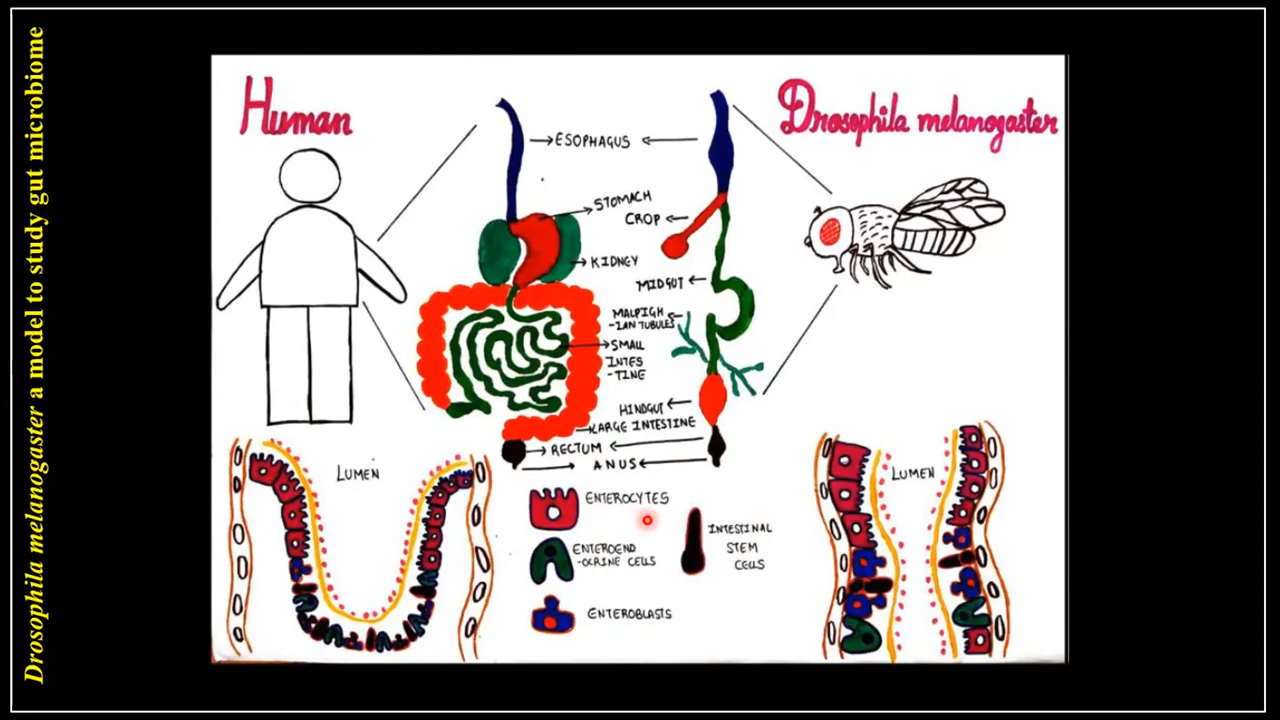 Drosophila melanogaster a model to study gut microbiome
Human
Drosophila melanogaster
ESOPHAGUS
STOMACH
CROP
KIDNEY
MIDGUT
MALPIGH
-IAN TUBULES
SMALL
INTES
-TINE
HINDGUT
LARGE INTESTINE
RECTUM
ANUS
LUMEN
LUMEN
ENTEROCYTES
ENTEROEND
-OCRINE CELLS
ENTEROBLASTS
INTESTINAL
STEM
CELLS